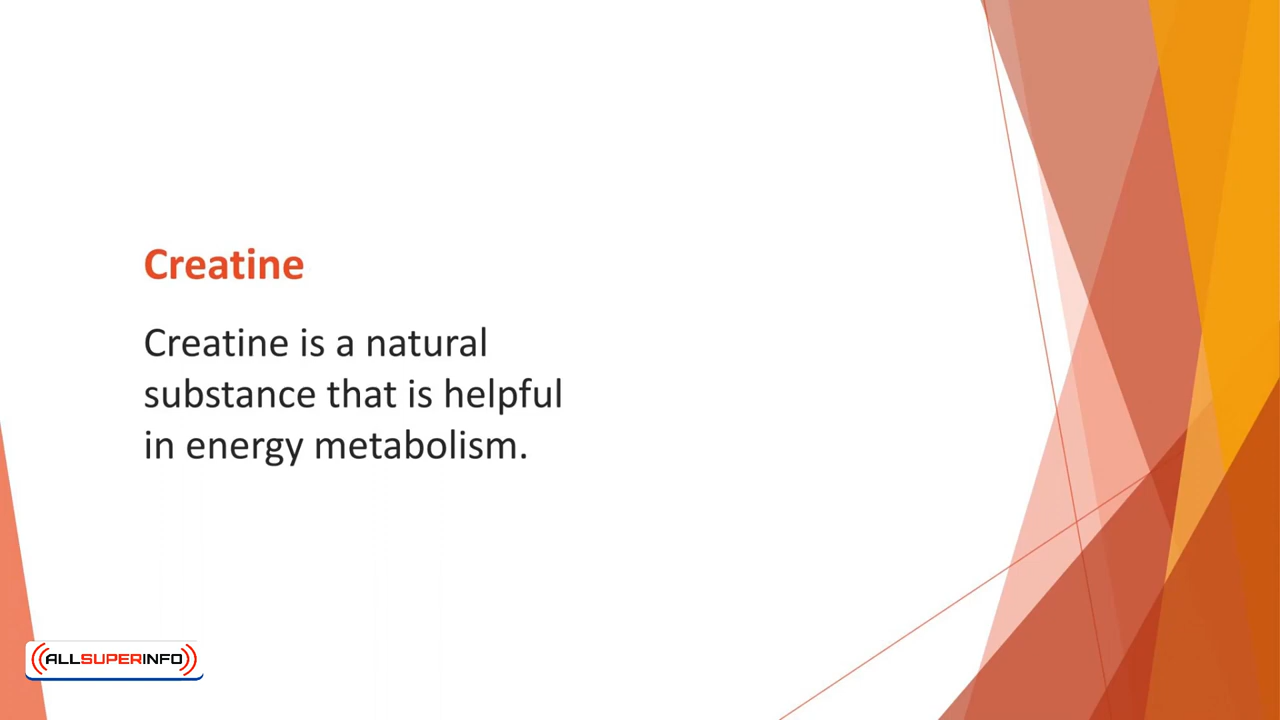 Creatine
Creatine is a natural
substance that is helpful
in energy metabolism.
ALLSUPERINFO